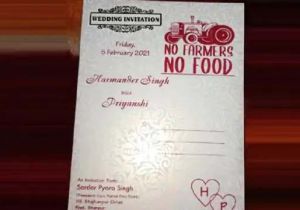 WEDDING INVITATION
Friday,
5 February 2021
NO FARMERS
NO FOOD
Harmander Singh
With
Priyanshi
An Invitation From:
Sardar Pyara Singh
H P